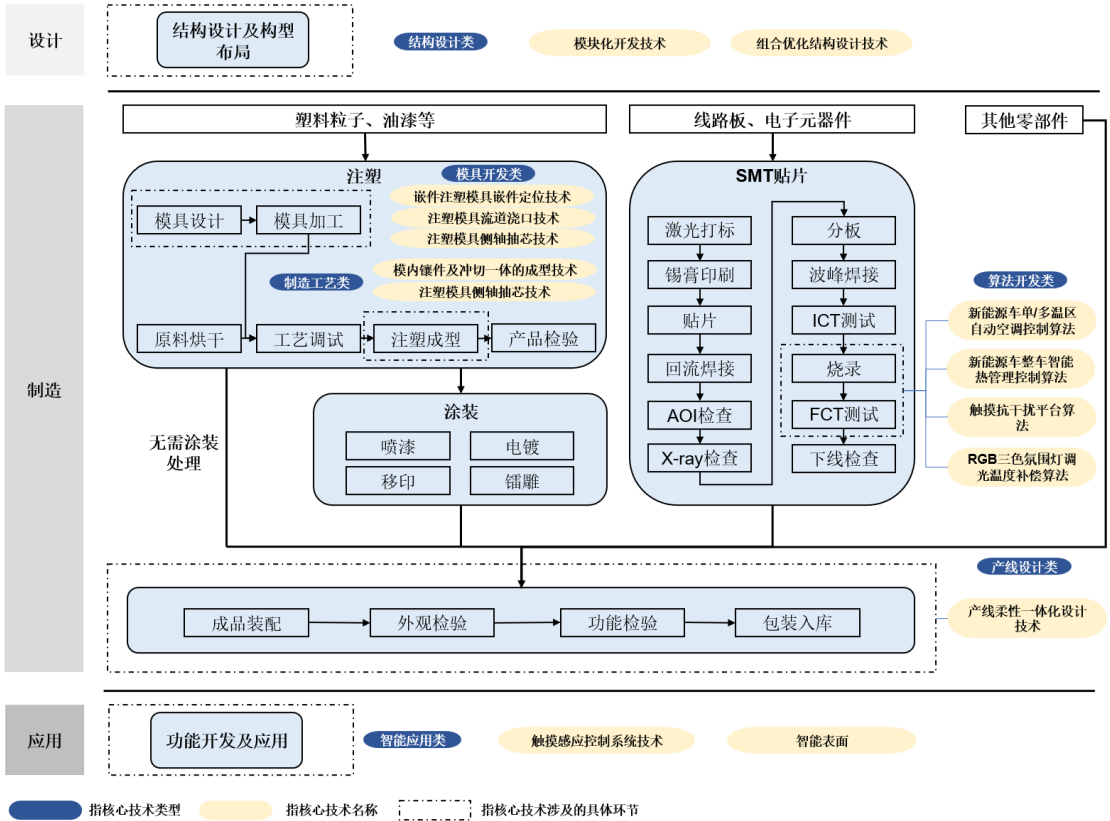 设计
结构设计及构型
布局
结构设计类
模块化开发技术
组合优化结构设计技术
制造
塑料粒子、油漆等
线路板、电子元器件
其他零部件
注塑
模具开发类
嵌件注塑模具嵌件定位技术
注塑模具流道浇口技术
注塑模具侧轴抽芯技术
模具设计
模具加工
制造工艺类
模内镶件及冲切一体的成型技术
注塑模具侧轴抽芯技术
原料烘干
工艺调试
注塑成型
产品检验
无需涂装
处理
涂装
喷漆
电镀
移印
镭雕
SMT贴片
激光打标
锡膏印刷
贴片
回流焊接
AOI检查
X-ray检查
分板
波峰焊接
ICT测试
烧录
FCT测试
下线检查
算法开发类
新能源车单/多温区
自动空调控制算法
新能源车整车智能
热管理控制算法
触摸抗干扰平台算
法
RGB三色氛围灯调
光温度补偿算法
产线设计类
产线柔性一体化设计
技术
成品装配
外观检验
功能检验
包装入库
应用
功能开发及应用
智能应用类
触摸感应控制系统技术
智能表面
指核心技术类型
指核心技术名称
指核心技术涉及的具体环节